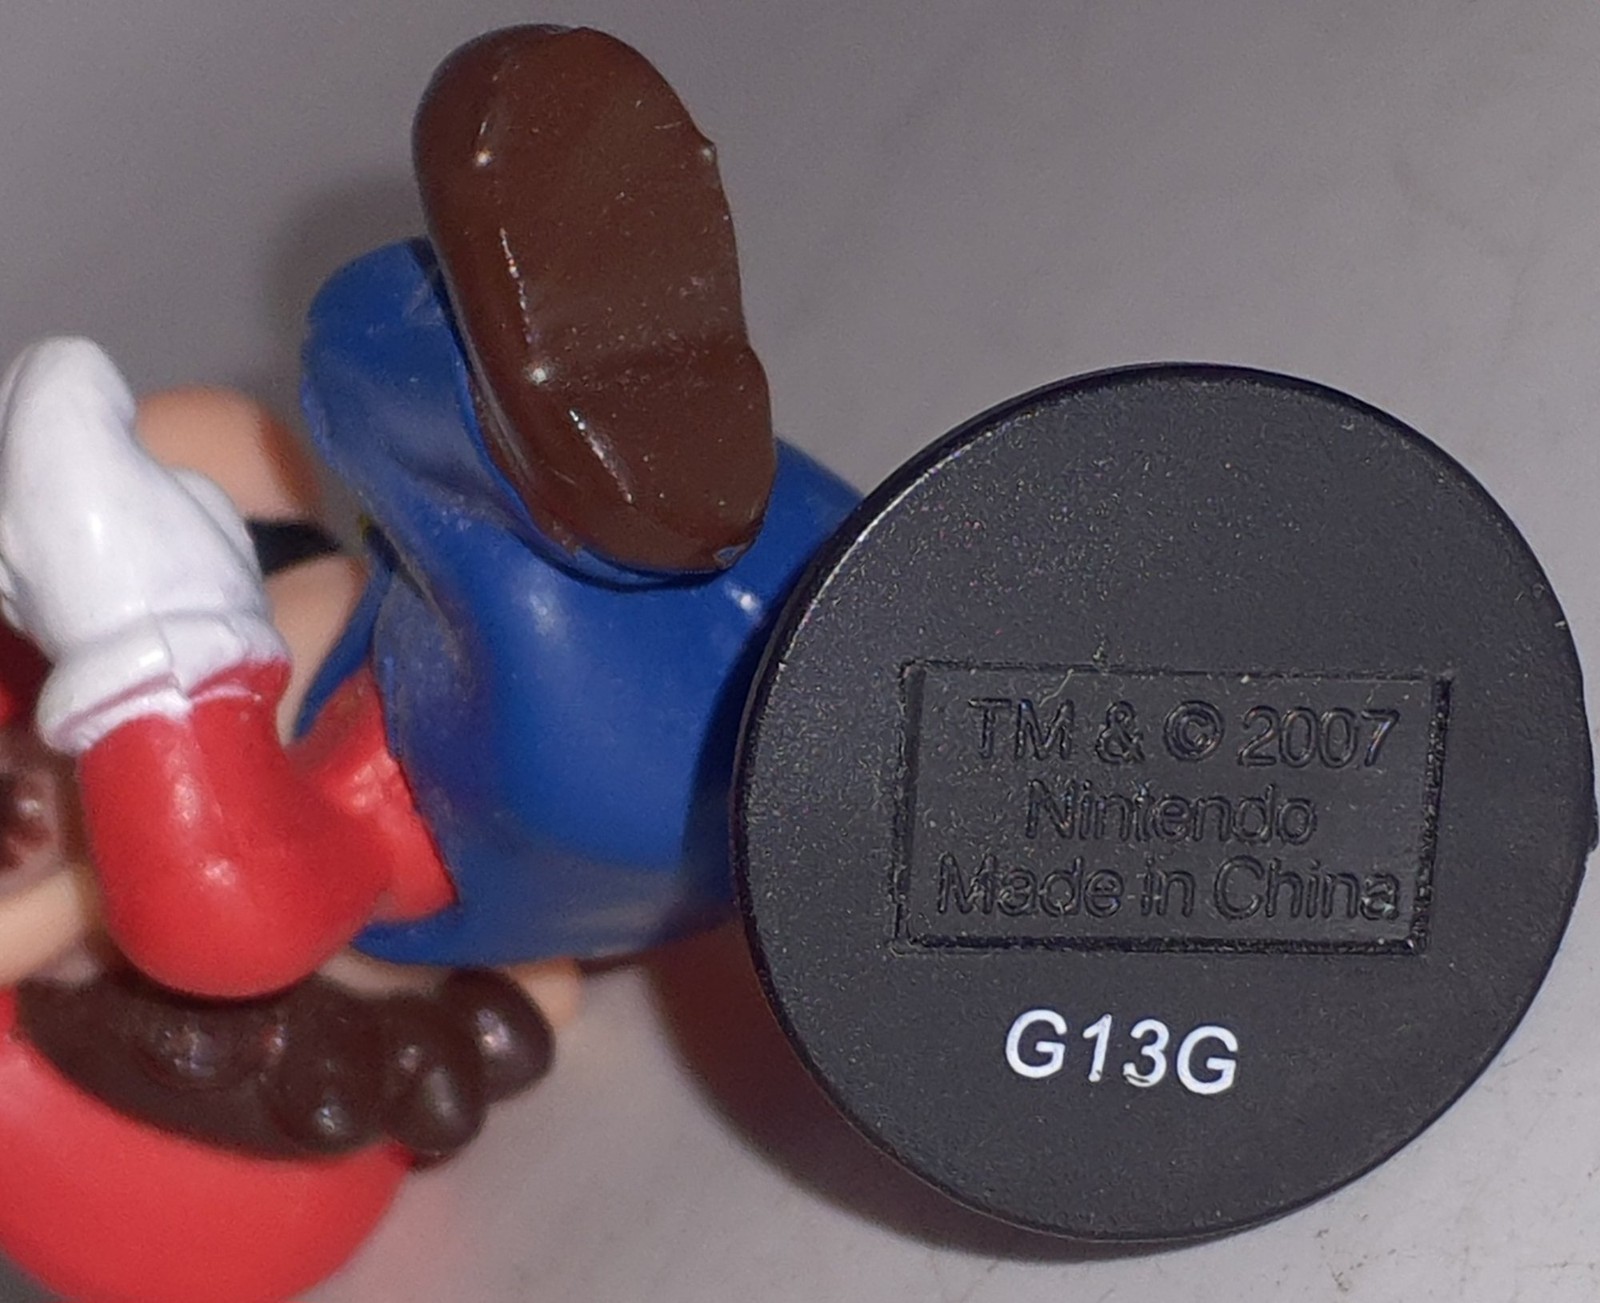 TM & © 2007
Nintendo
Made in China
G13G